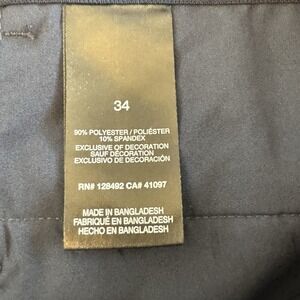 34
90% POLYESTER / POLIÉSTER
10% SPANDEX
EXCLUSIVE OF DECORATION
SAUF DÉCORATION
EXCLUSIVO DE DECORACIÓN
RN# 128492 CA# 41097
MADE IN BANGLADESH
FABRIQUÉ EN BANGLADESH
HECHO EN BANGLADESH